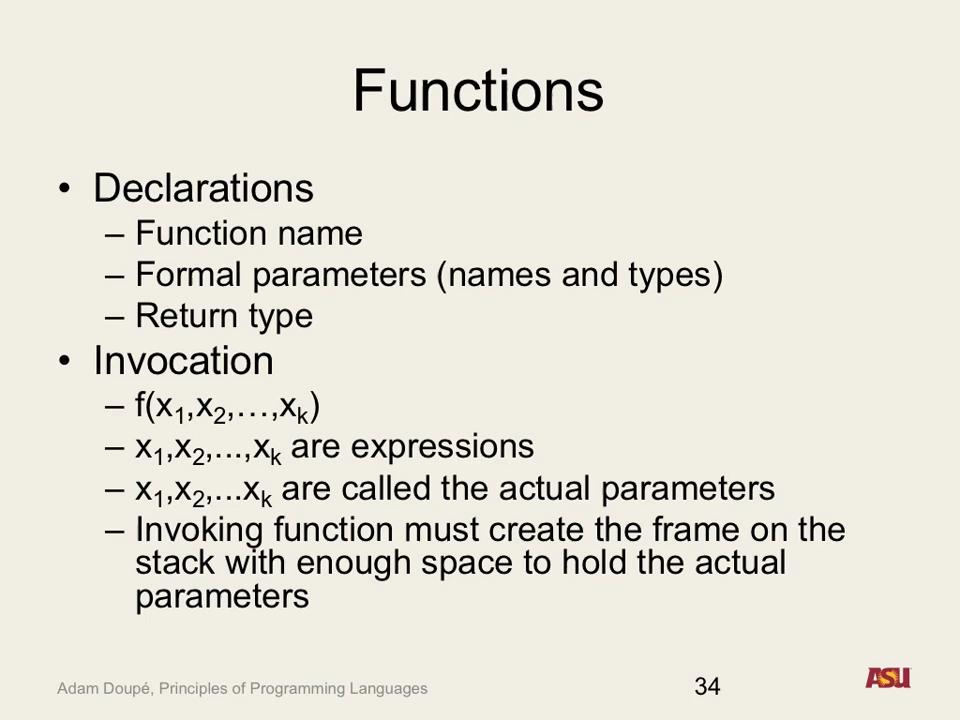 Functions
• Declarations
– Function name
– Formal parameters (names and types)
– Return type
• Invocation
– f(x₁,x₂,…,xₖ)
– x₁,x₂,...,xₖ are expressions
– x₁,x₂,...xₖ are called the actual parameters
– Invoking function must create the frame on the
stack with enough space to hold the actual
parameters
Adam Doupé, Principles of Programming Languages
34
ASU